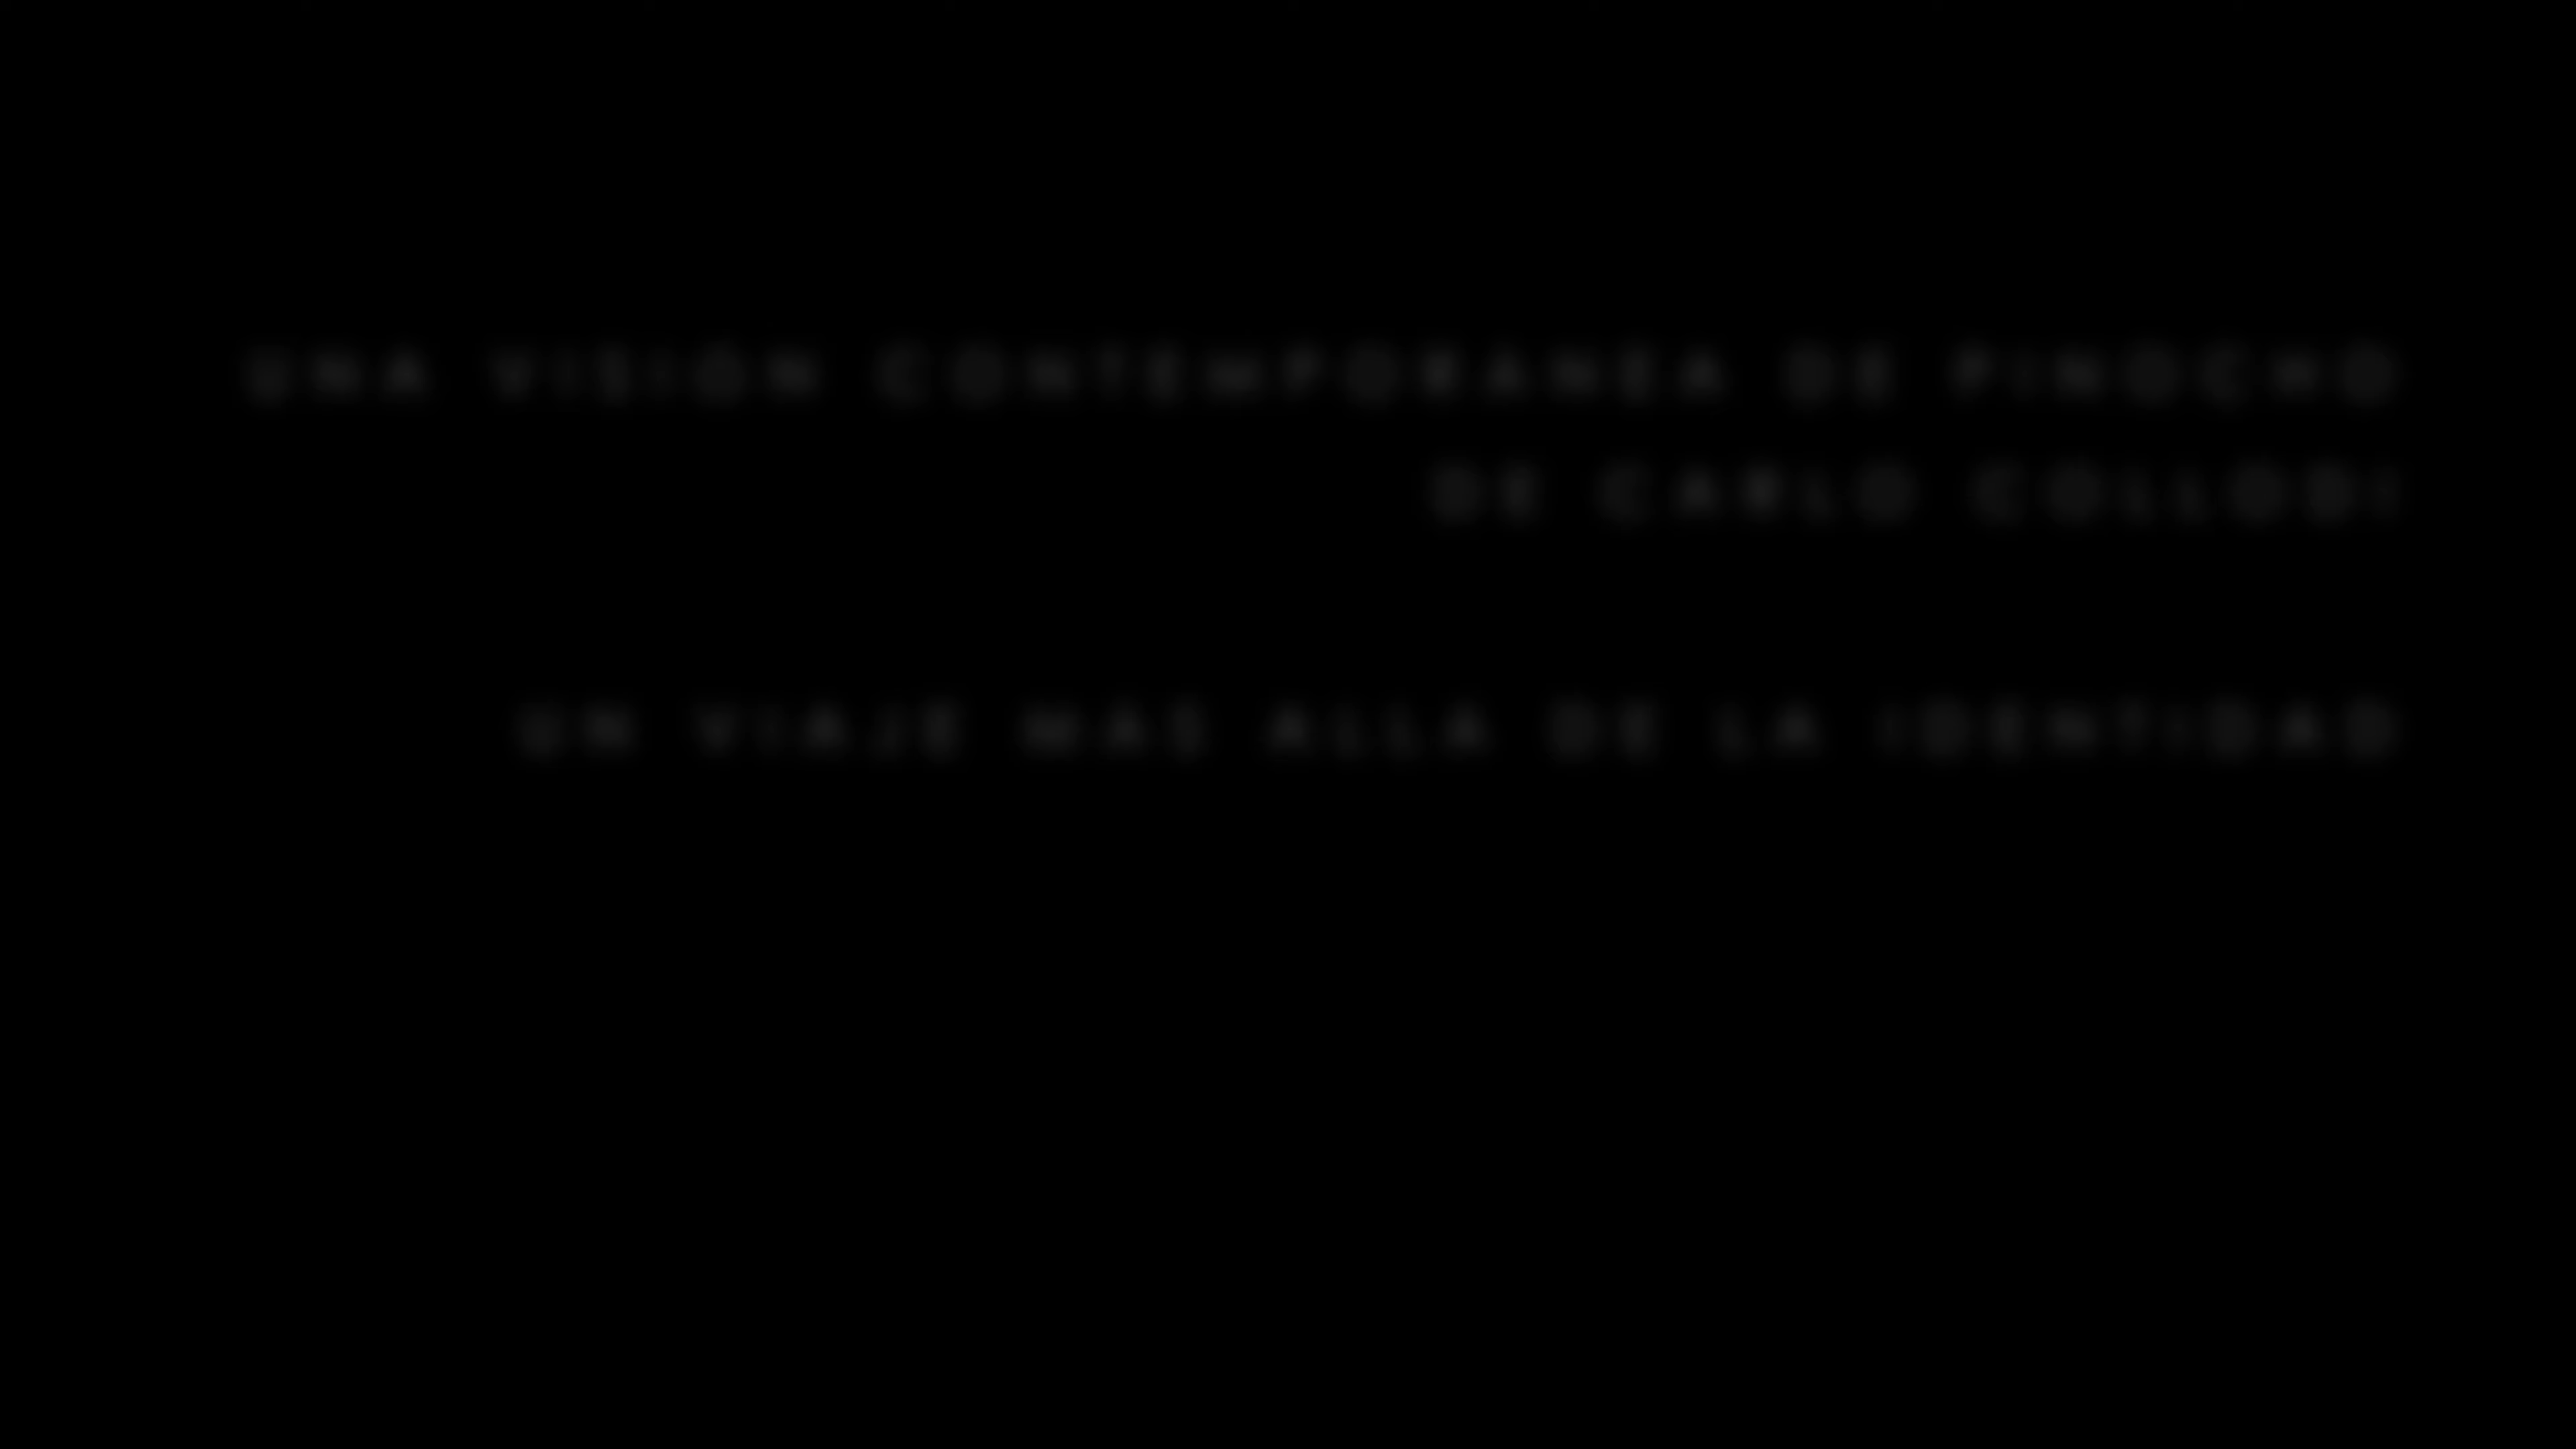 UNA VISION CONTEMPORANEA DE PINOCHO
DE CARLO COLLODI
UN VIAJE MAS ALLA DE LA IDENTIDAD